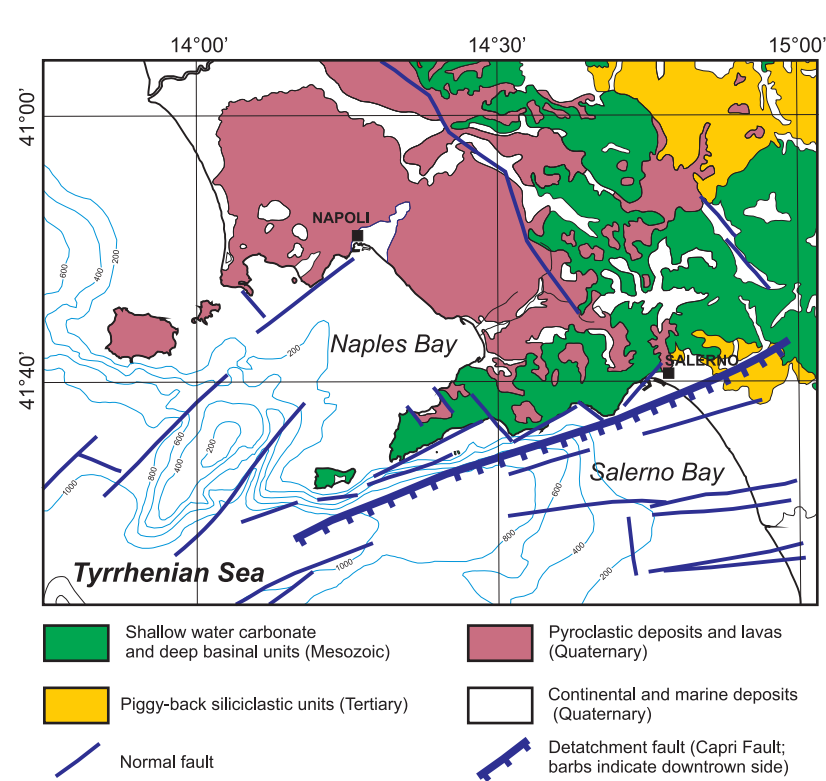 14°00'
14°30'
15°00'
41°00'
41°40'
NAPOLI
Naples Bay
SALERNO
Salerno Bay
Tyrrhenian Sea
600
400
200
200
600
800
400
200
1000
1000
800
600
400
200
Shallow water carbonate
and deep basinal units (Mesozoic)
Pyroclastic deposits and lavas
(Quaternary)
Piggy-back siliciclastic units (Tertiary)
Continental and marine deposits
(Quaternary)
Normal fault
Detatchment fault (Capri Fault;
barbs indicate downtrown side)